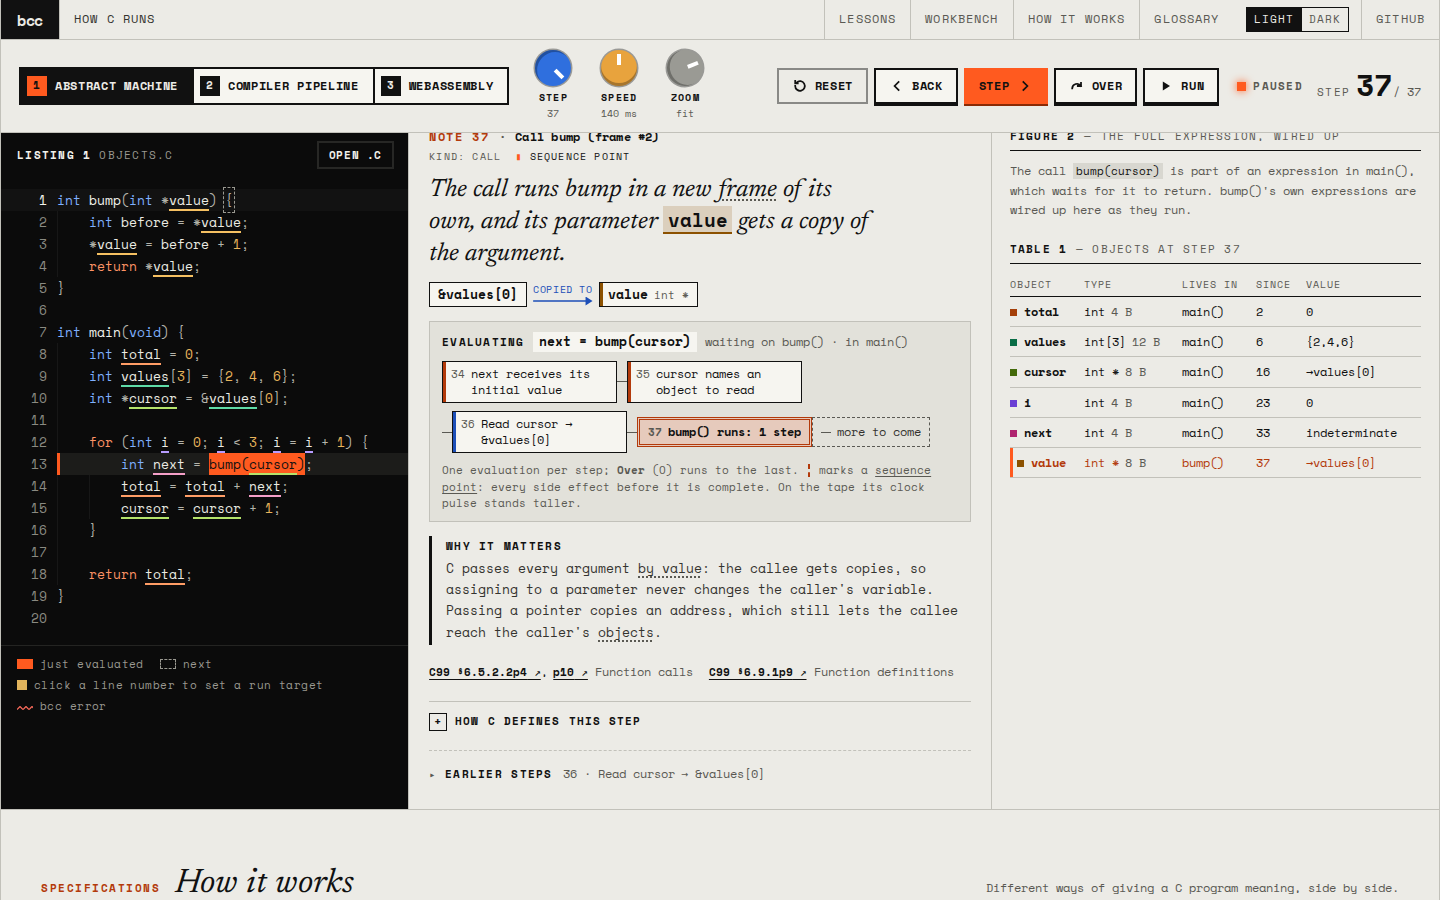 bcc HOW C RUNS LESSONS WORKBENCH HOW IT WORKS GLOSSARY LIGHT DARK GITHUB
1 ABSTRACT MACHINE 2 COMPILER PIPELINE 3 WEBASSEMBLY
STEP SPEED ZOOM
37 140 ms fit
RESET BACK STEP OVER RUN PAUSED STEP 37 / 37
LISTING 1 OBJECTS.C OPEN .C
1 int bump(int *value) {
2 int before = *value;
3 *value = before + 1;
4 return *value;
5 }
6
7 int main(void) {
8 int total = 0;
9 int values[3] = {2, 4, 6};
10 int *cursor = &values[0];
11
12 for (int i = 0; i < 3; i = i + 1) {
13 int next = bump(cursor);
14 total = total + next;
15 cursor = cursor + 1;
16 }
17
18 return total;
19 }
20
just evaluated next
click a line number to set a run target
bcc error
NOTE 37 · Call bump (frame #2)
KIND: CALL SEQUENCE POINT
The call runs bump in a new frame of its
own, and its parameter value gets a copy of
the argument.
&values[0] COPIED TO value int *
EVALUATING next = bump(cursor) waiting on bump() · in main()
34 next receives its
initial value
35 cursor names an
object to read
36 Read cursor →
&values[0]
37 bump() runs: 1 step
— more to come
One evaluation per step; Over (O) runs to the last. marks a sequence
point: every side effect before it is complete. On the tape its clock
pulse stands taller.
WHY IT MATTERS
C passes every argument by value: the callee gets copies, so
assigning to a parameter never changes the caller's variable.
Passing a pointer copies an address, which still lets the callee
reach the caller's objects.
C99 §6.5.2.2p4 ↗, p10 ↗ Function calls C99 §6.9.1p9 ↗ Function definitions
+ HOW C DEFINES THIS STEP
▸ EARLIER STEPS 36 · Read cursor → &values[0]
FIGURE 2 — THE FULL EXPRESSION, WIRED UP
The call bump(cursor) is part of an expression in main(),
which waits for it to return. bump()'s own expressions are
wired up here as they run.
TABLE 1 — OBJECTS AT STEP 37
OBJECT TYPE LIVES IN SINCE VALUE
total int 4 B main() 2 0
values int[3] 12 B main() 6 {2,4,6}
cursor int * 8 B main() 16 →values[0]
i int 4 B main() 23 0
next int 4 B main() 33 indeterminate
value int * 8 B bump() 37 →values[0]
SPECIFICATIONS How it works
Different ways of giving a C program meaning, side by side.